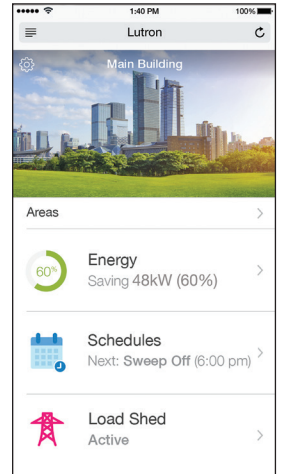 1:40 PM
100%
Lutron
Main Building
Areas
60%
Energy
Saving 48kW (60%)
Schedules
Next: Sweep Off (6:00 pm)
Load Shed
Active